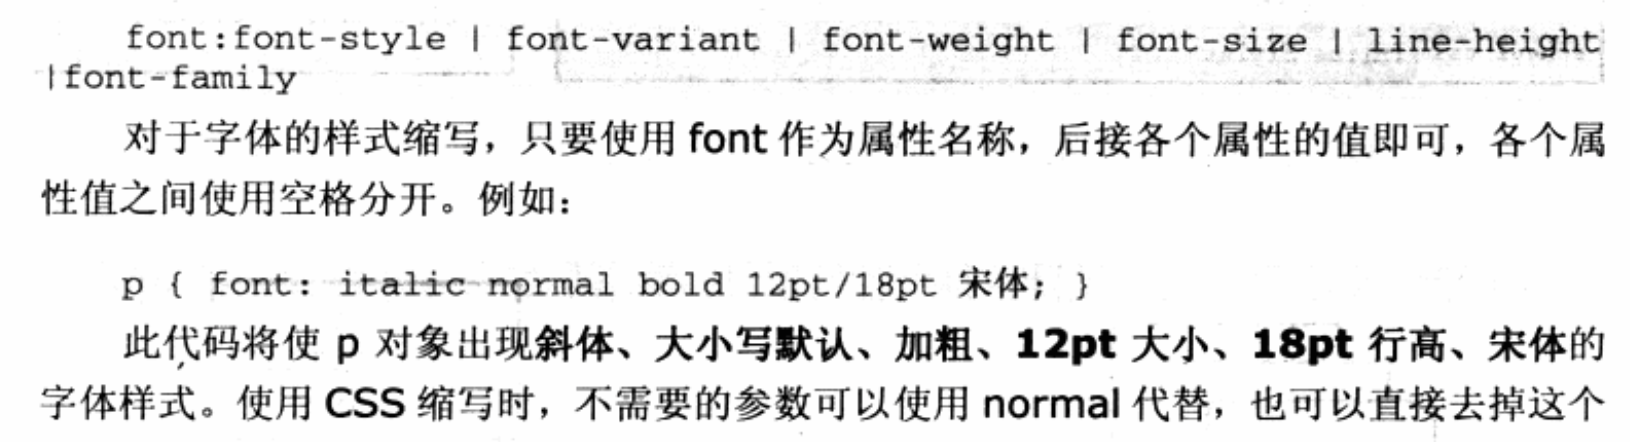 font:font-style | font-variant | font-weight | font-size | line-height
|font-family
对于字体的样式缩写，只要使用 font 作为属性名称，后接各个属性的值即可，各个属
性值之间使用空格分开。例如：
p { font: italic normal bold 12pt/18pt 宋体; }
此代码将使 p 对象出现斜体、大小写默认、加粗、12pt 大小、18pt 行高、宋体的
字体样式。使用 CSS 缩写时，不需要的参数可以使用 normal 代替，也可以直接去掉这个